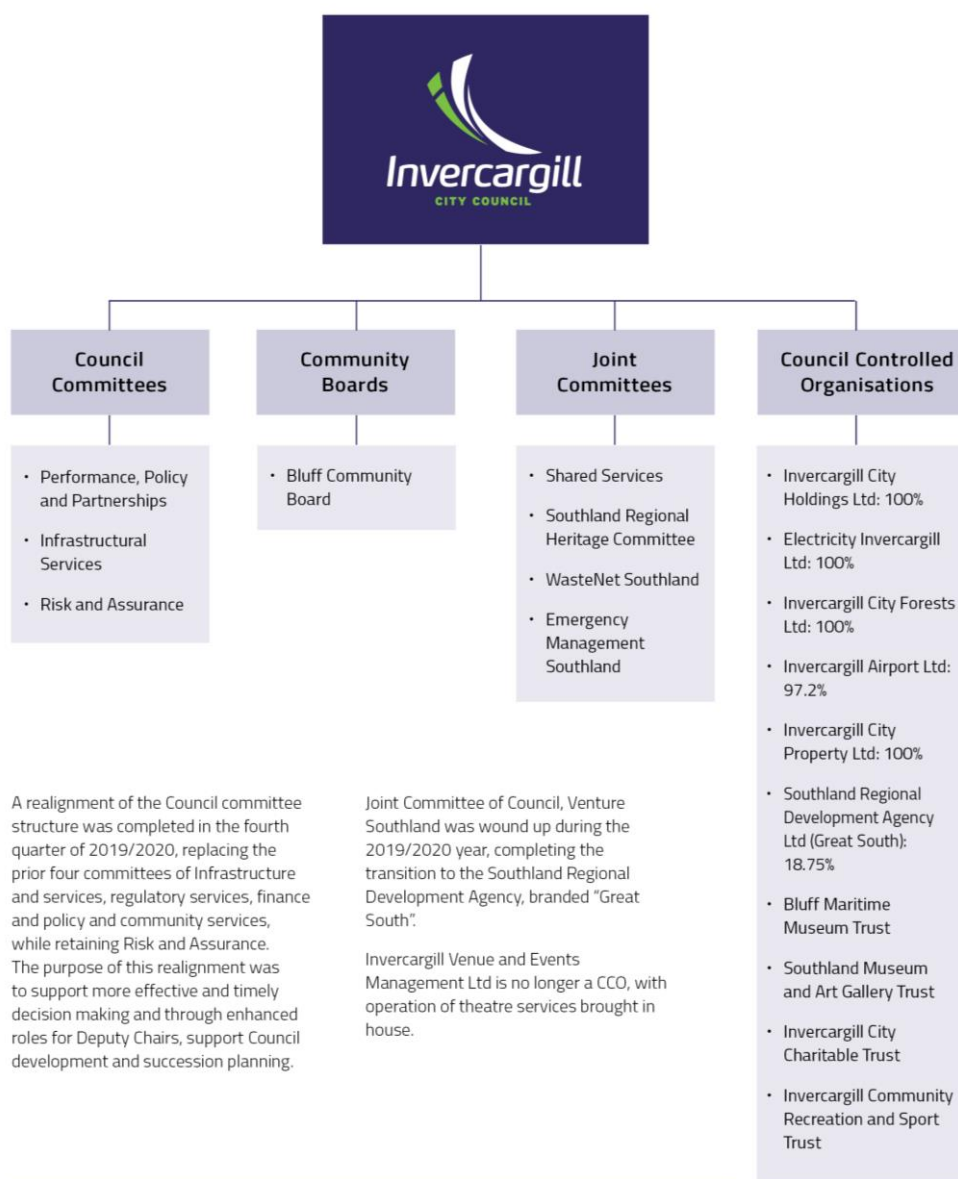 Invercargill
CITY COUNCIL
Council
Committees
• Performance, Policy
and Partnerships
• Infrastructural
Services
• Risk and Assurance
Community
Boards
• Bluff Community
Board
Joint
Committees
• Shared Services
• Southland Regional
Heritage Committee
• WasteNet Southland
• Emergency
Management
Southland
Council Controlled
Organisations
• Invercargill City
Holdings Ltd: 100%
• Electricity Invercargill
Ltd: 100%
• Invercargill City Forests
Ltd: 100%
• Invercargill Airport Ltd:
97.2%
• Invercargill City
Property Ltd: 100%
• Southland Regional
Development Agency
Ltd (Great South):
18.75%
• Bluff Maritime
Museum Trust
• Southland Museum
and Art Gallery Trust
• Invercargill City
Charitable Trust
• Invercargill Community
Recreation and Sport
Trust
A realignment of the Council committee
structure was completed in the fourth
quarter of 2019/2020, replacing the
prior four committees of Infrastructure
and services, regulatory services, finance
and policy and community services,
while retaining Risk and Assurance.
The purpose of this realignment was
to support more effective and timely
decision making and through enhanced
roles for Deputy Chairs, support Council
development and succession planning.
Joint Committee of Council, Venture
Southland was wound up during the
2019/2020 year, completing the
transition to the Southland Regional
Development Agency, branded “Great
South”.
Invercargill Venue and Events
Management Ltd is no longer a CCO, with
operation of theatre services brought in
house.